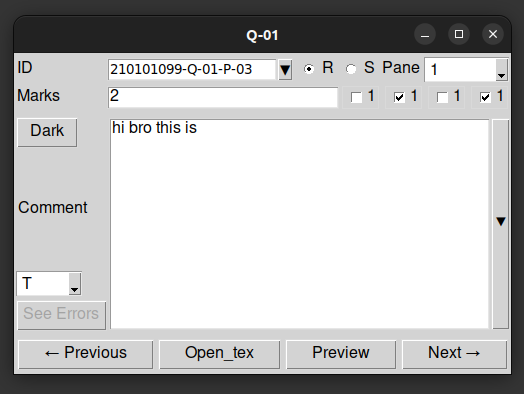 Q-01
ID 210101099-Q-01-P-03 R S Pane 1
Marks 2 1 1 1 1
Dark
hi bro this is
Comment
T
See Errors
← Previous Open_tex Preview Next →